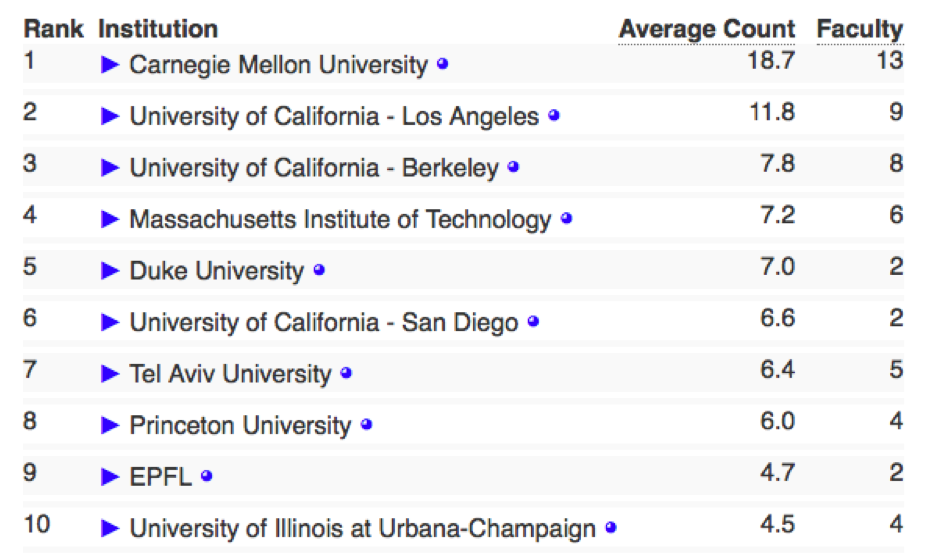 Rank Institution Average Count Faculty
1 ► Carnegie Mellon University 18.7 13
2 ► University of California - Los Angeles 11.8 9
3 ► University of California - Berkeley 7.8 8
4 ► Massachusetts Institute of Technology 7.2 6
5 ► Duke University 7.0 2
6 ► University of California - San Diego 6.6 2
7 ► Tel Aviv University 6.4 5
8 ► Princeton University 6.0 4
9 ► EPFL 4.7 2
10 ► University of Illinois at Urbana-Champaign 4.5 4